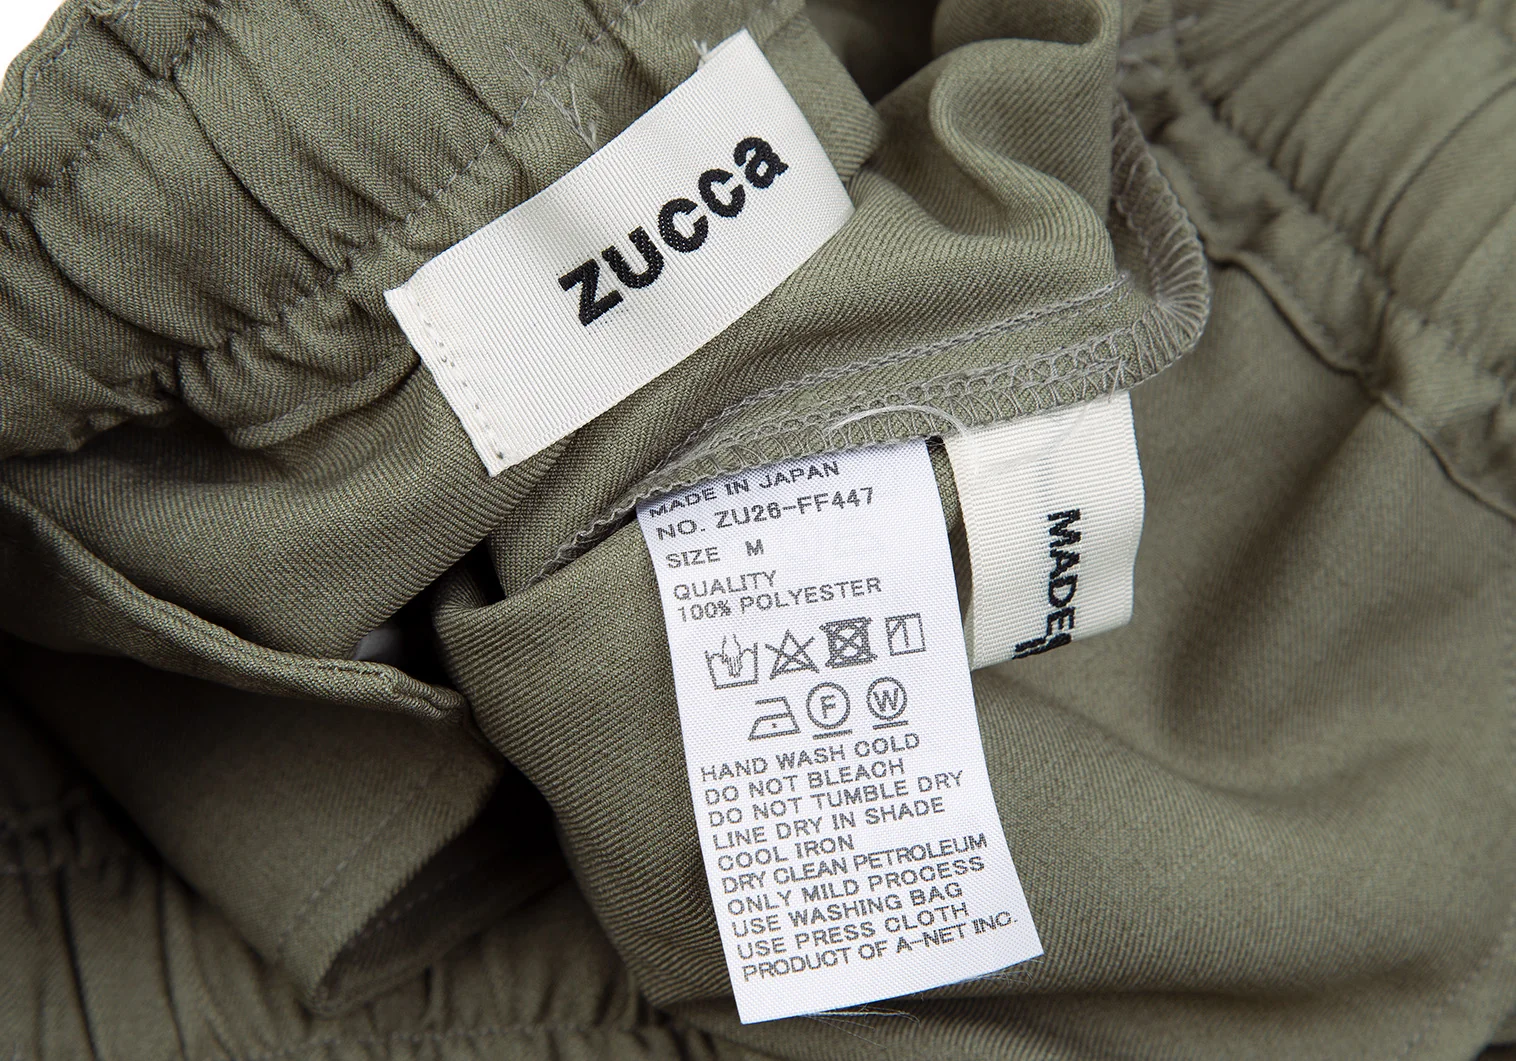 zucca
MADE IN JAPAN
NO. ZU26-FF447
SIZE M
QUALITY
100% POLYESTER
F W
HAND WASH COLD
DO NOT BLEACH
DO NOT TUMBLE DRY
LINE DRY IN SHADE
COOL IRON
DRY CLEAN PETROLEUM
ONLY MILD PROCESS
USE WASHING BAG
USE PRESS CLOTH
PRODUCT OF A-NET INC.
MADE